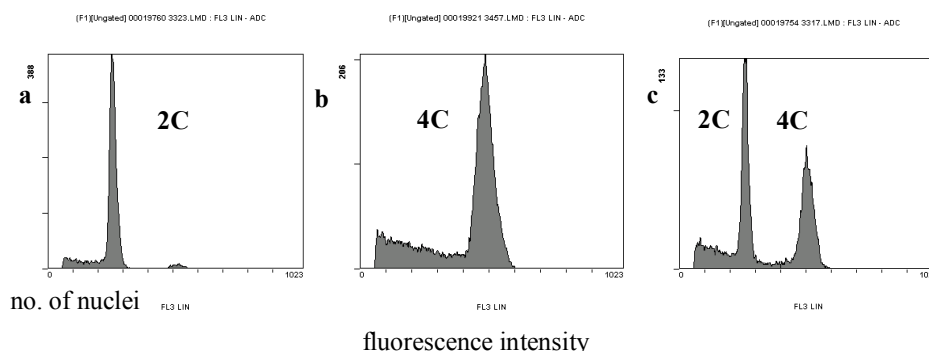 (F1)[Ungated] 00019760 3323.LMD : FL3 LIN - ADC
(F1)[Ungated] 00019921 3457.LMD : FL3 LIN - ADC
(F1)[Ungated] 00019754 3317.LMD : FL3 LIN - ADC
388
a
2C
0
1023
FL3 LIN
206
b
4C
0
1023
FL3 LIN
133
c
2C
4C
0
10
FL3 LIN
no. of nuclei
fluorescence intensity